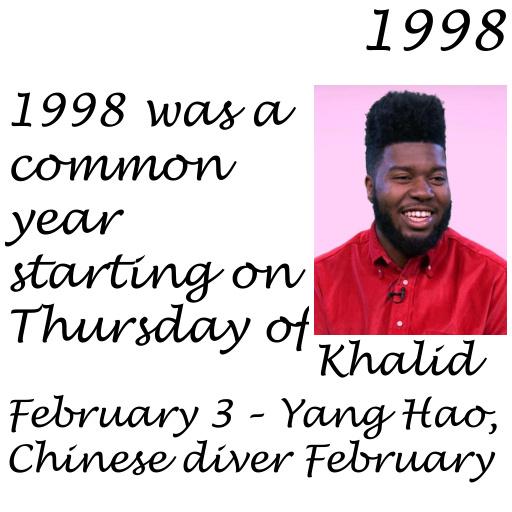 1998
1998 was a
common
year
starting on
Thursday of
Khalid
February 3 – Yang Hao,
Chinese diver February